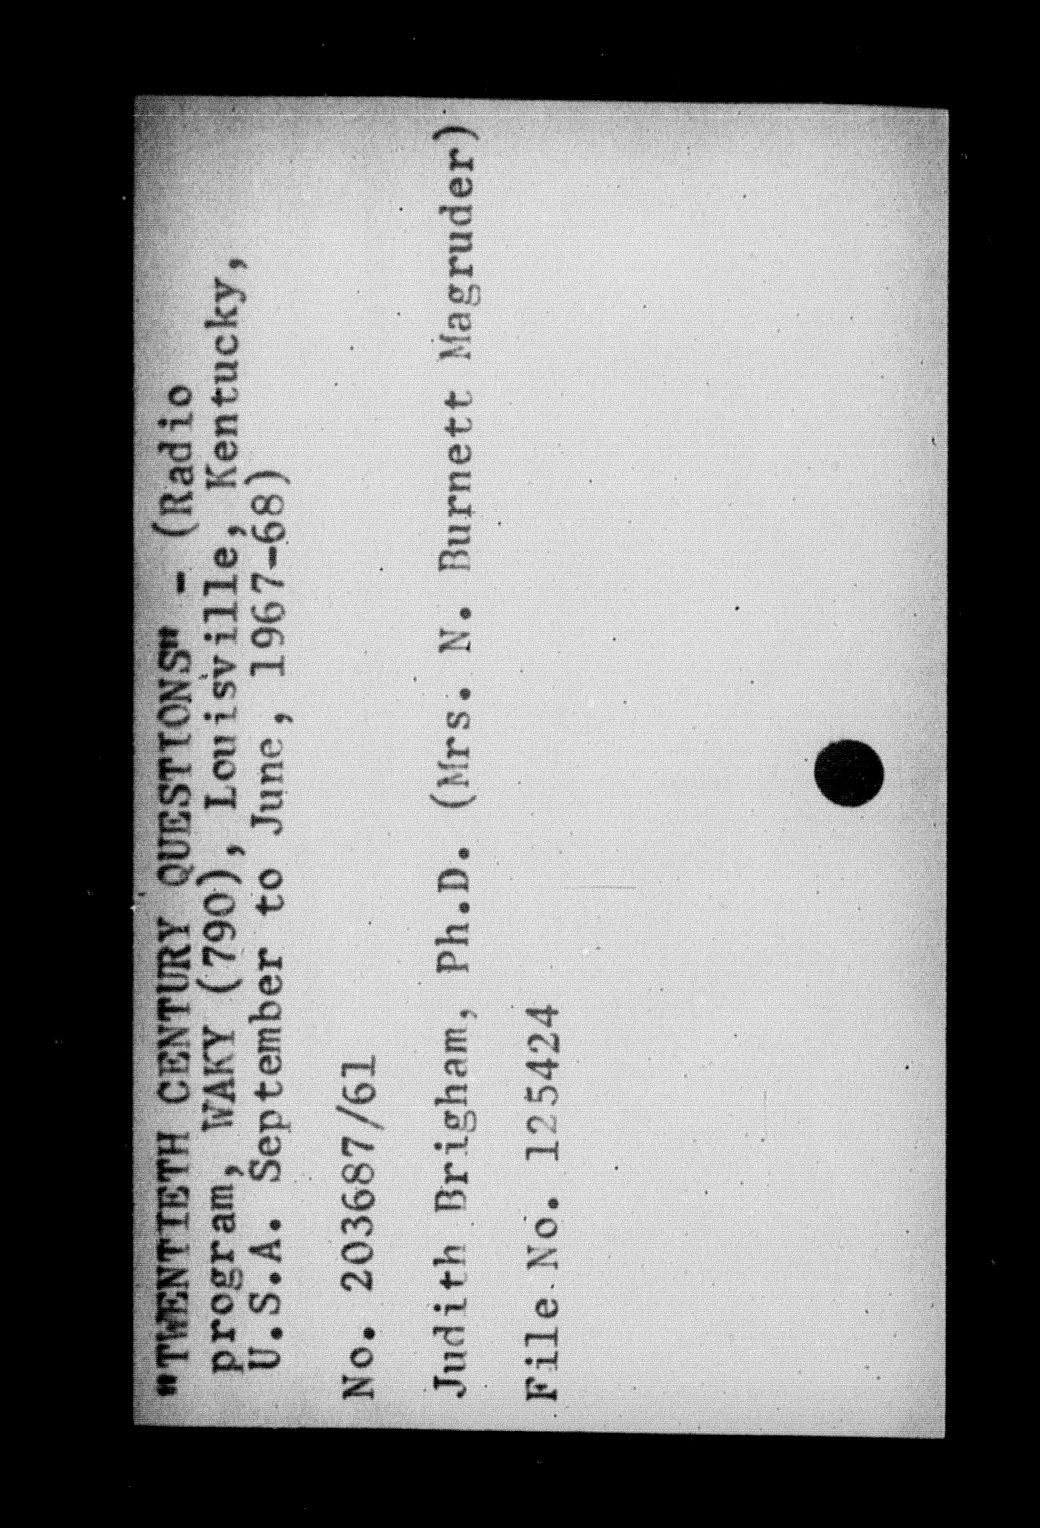 "TWENTIETH CENTURY QUESTIONS" - (Radio
program, WAKY (790), Louisville, Kentucky,
U.S.A. September to June, 1967-68)
No. 203687/61
Judith Brigham, Ph.D. (Mrs. N. Burnett Magruder)
File No. 125424